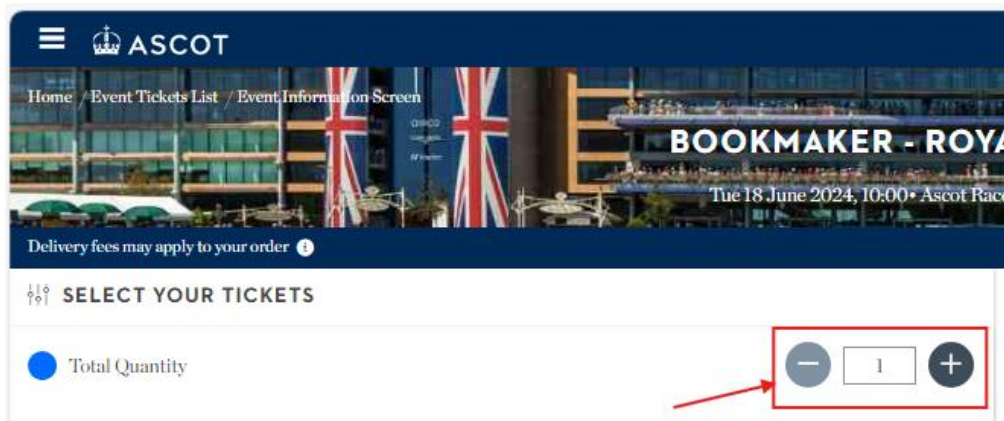 ASCOT
Home / Event Tickets List / Event Information Screen
BOOKMAKER - ROYA
Tue 18 June 2024, 10:00 • Ascot Race
Delivery fees may apply to your order
SELECT YOUR TICKETS
Total Quantity
1